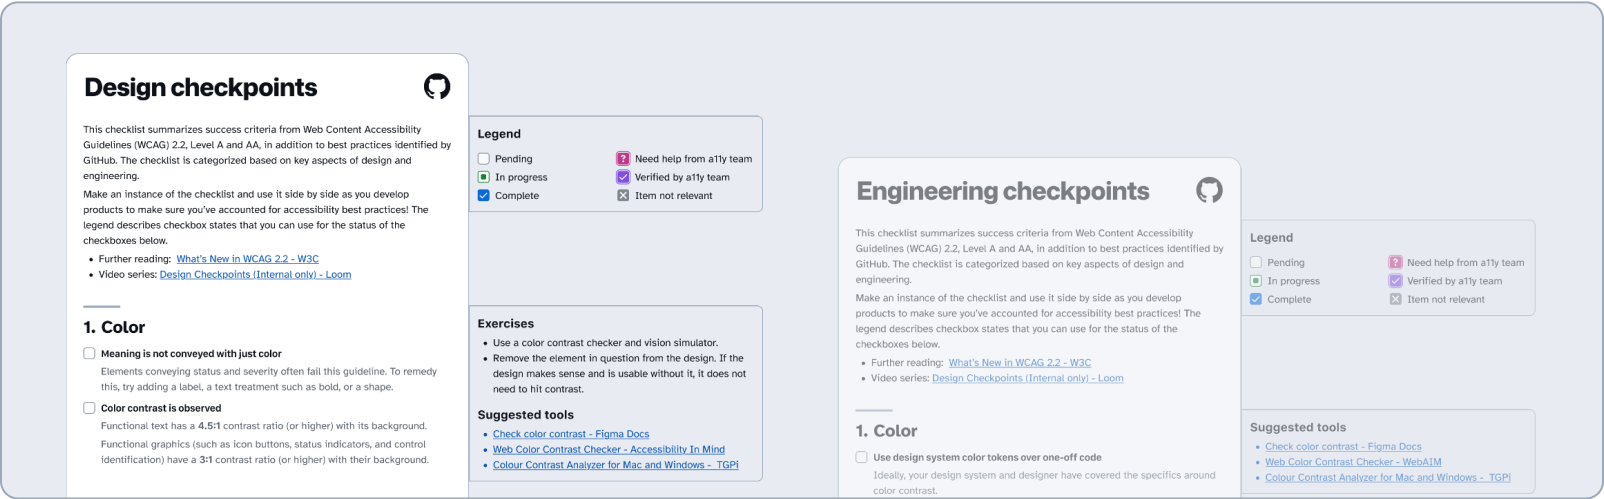 Design checkpoints
This checklist summarizes success criteria from Web Content Accessibility
Guidelines (WCAG) 2.2, Level A and AA, in addition to best practices identified by
GitHub. The checklist is categorized based on key aspects of design and
engineering.
Make an instance of the checklist and use it side by side as you develop
products to make sure you've accounted for accessibility best practices! The
legend describes checkbox states that you can use for the status of the
checkboxes below.
• Further reading: What's New in WCAG 2.2 - W3C
• Video series: Design Checkpoints (Internal only) - Loom
1. Color
Meaning is not conveyed with just color
Elements conveying status and severity often fail this guideline. To remedy
this, try adding a label, a text treatment such as bold, or a shape.
Color contrast is observed
Functional text has a 4.5:1 contrast ratio (or higher) with its background.
Functional graphics (such as icon buttons, status indicators, and control
identification) have a 3:1 contrast ratio (or higher) with their background.
Legend
Pending
In progress
Complete
? Need help from a11y team
Verified by a11y team
Item not relevant
Exercises
• Use a color contrast checker and vision simulator.
• Remove the element in question from the design. If the
design makes sense and is usable without it, it does not
need to hit contrast.
Suggested tools
• Check color contrast - Figma Docs
• Web Color Contrast Checker - Accessibility In Mind
• Colour Contrast Analyzer for Mac and Windows - TGPi
Engineering checkpoints
This checklist summarizes success criteria from Web Content Accessibility
Guidelines (WCAG) 2.2, Level A and AA, in addition to best practices identified by
GitHub. The checklist is categorized based on key aspects of design and
engineering.
Make an instance of the checklist and use it side by side as you develop
products to make sure you've accounted for accessibility best practices! The
legend describes checkbox states that you can use for the status of the
checkboxes below.
• Further reading: What's New in WCAG 2.2 - W3C
• Video series: Design Checkpoints (Internal only) - Loom
1. Color
Use design system color tokens over one-off code
Ideally, your design system and designer have covered the specifics around
color contrast.
Legend
Pending
In progress
Complete
? Need help from a11y team
Verified by a11y team
Item not relevant
Suggested tools
• Check color contrast - Figma Docs
• Web Color Contrast Checker - WebAIM
• Colour Contrast Analyzer for Mac and Windows - TGPi